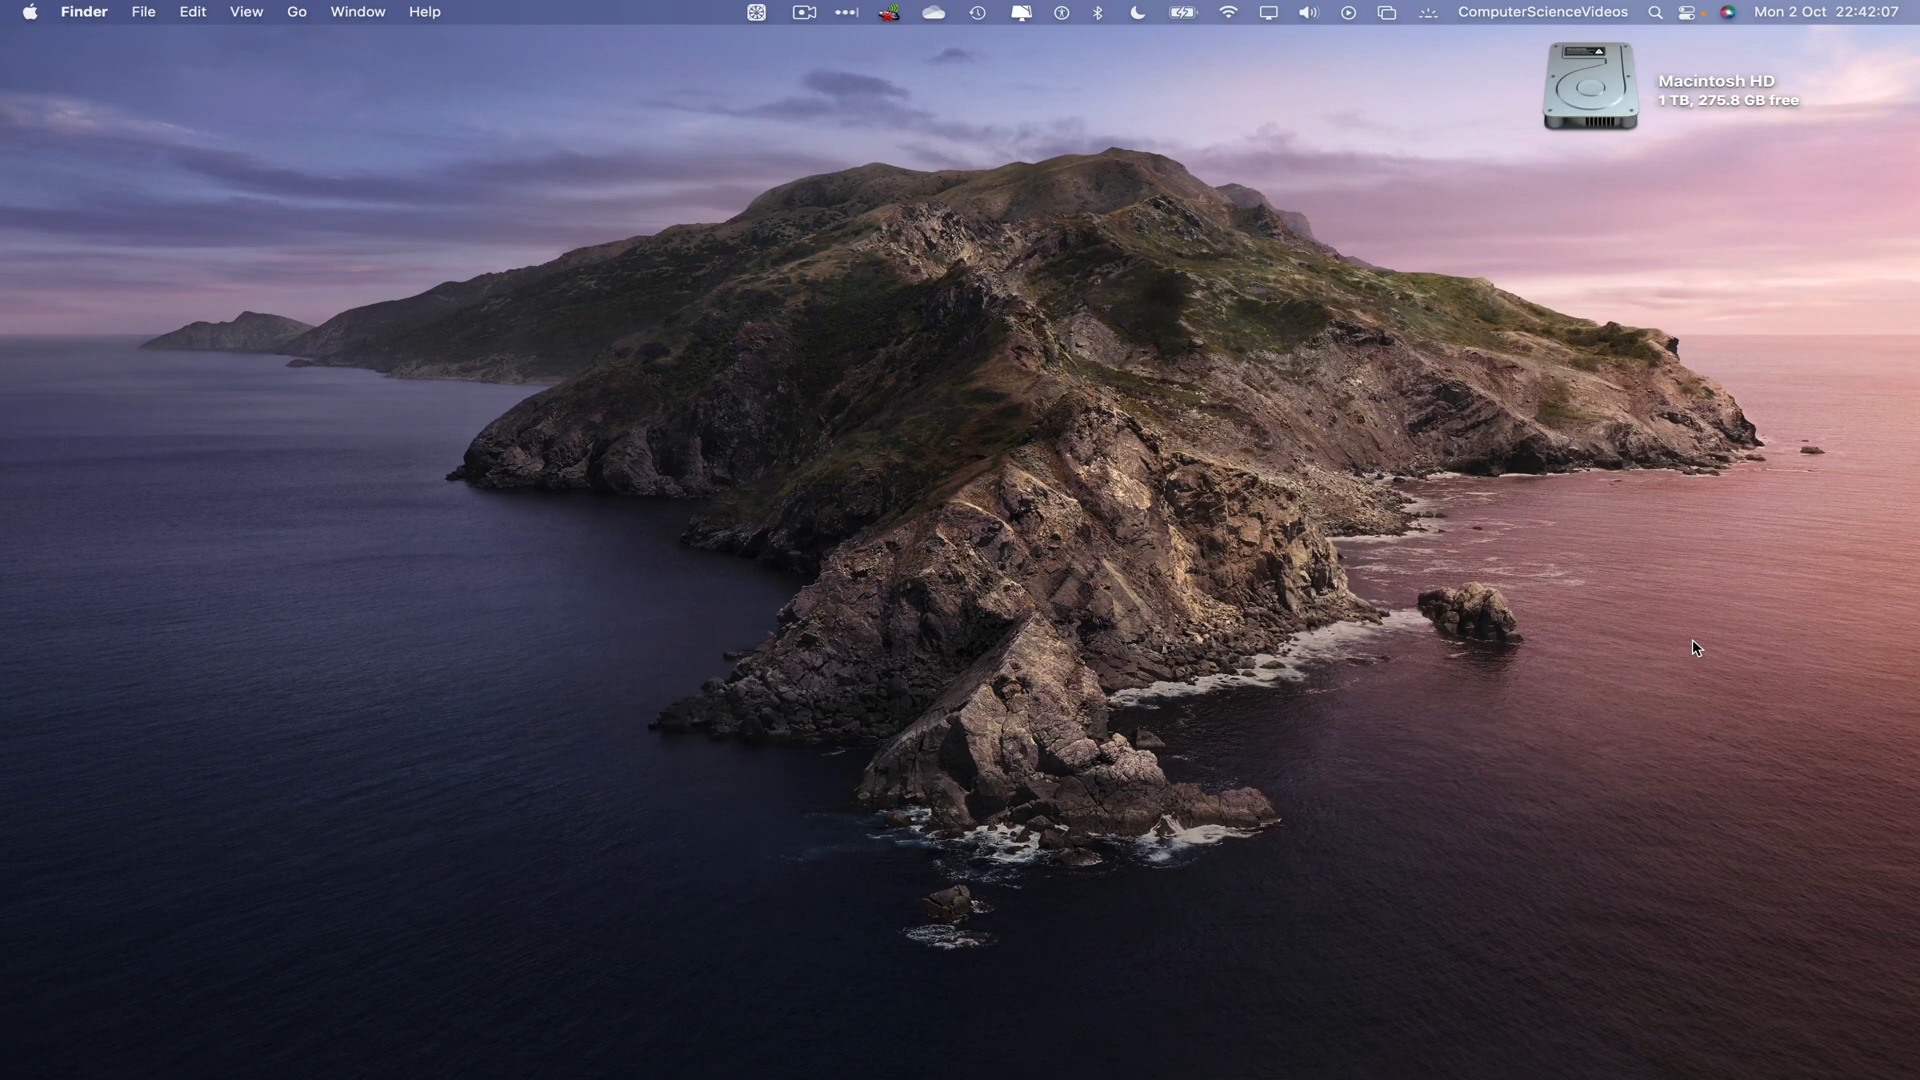 Finder File Edit View Go Window Help ComputerScienceVideos Mon 2 Oct 22:42:07
Macintosh HD
1 TB, 275.8 GB free